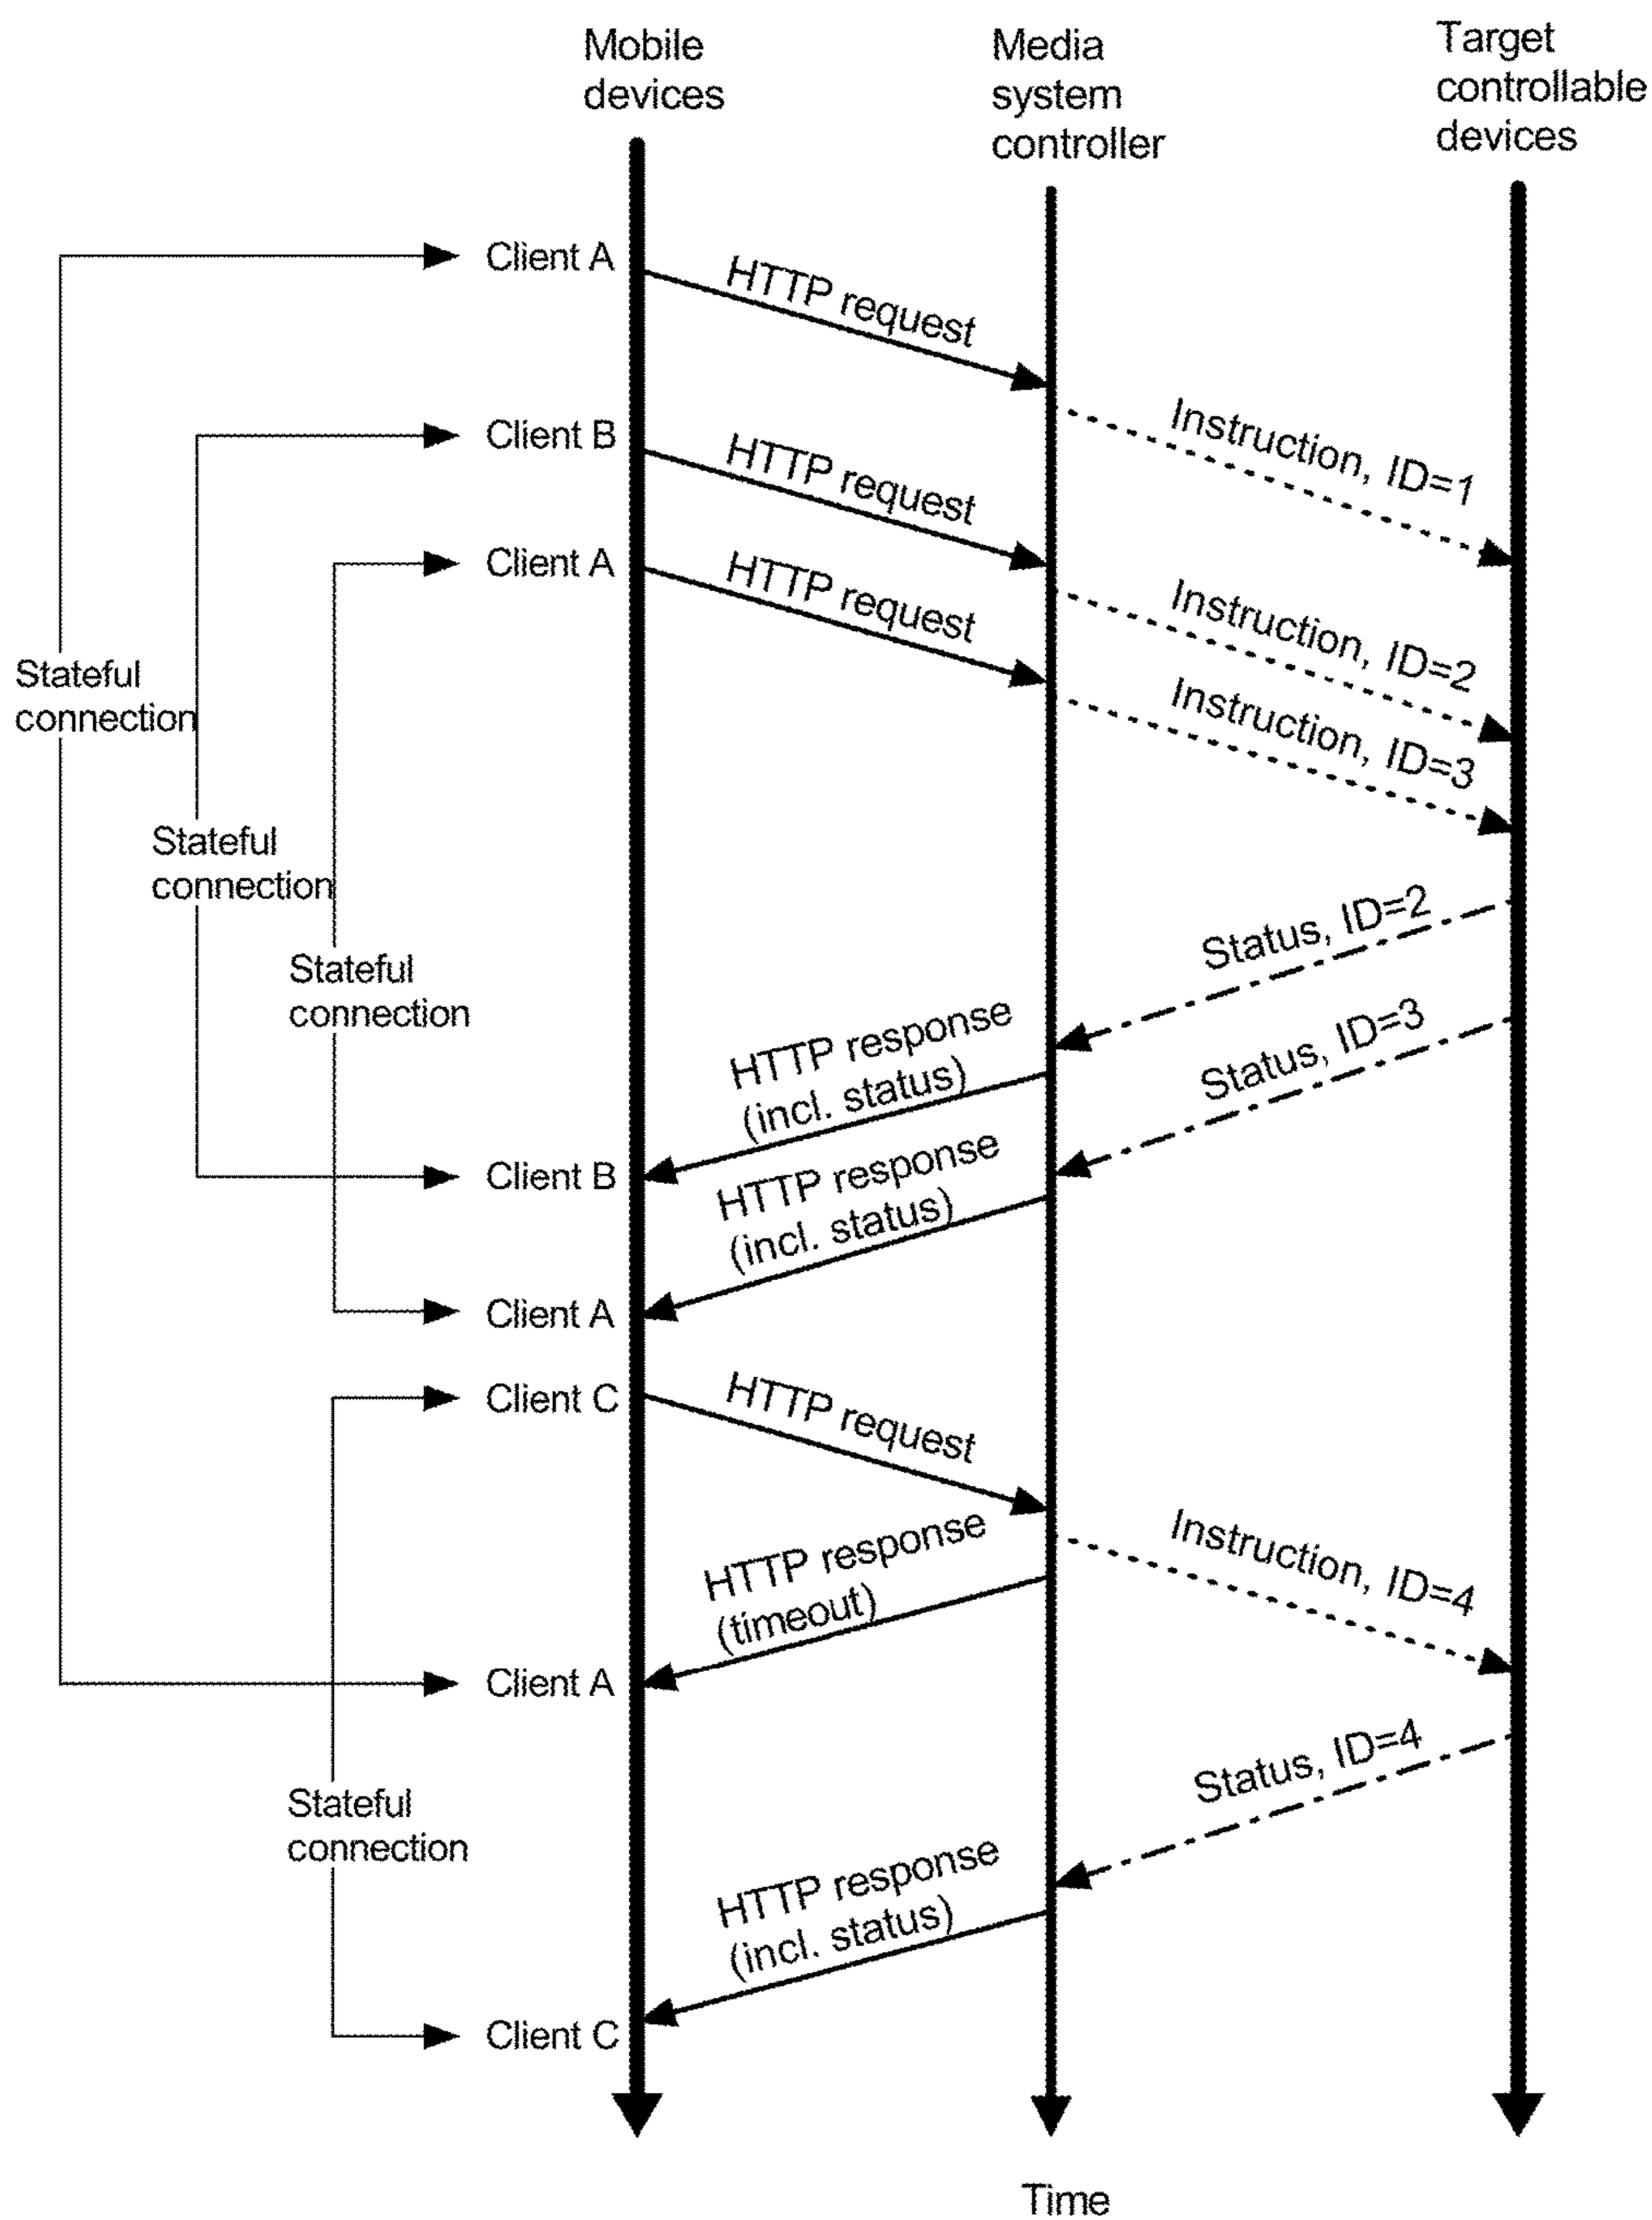 Mobile
devices
Media
system
controller
Target
controllable
devices
Client A
HTTP request
Instruction, ID=1
Client B
HTTP request
Instruction, ID=2
Client A
HTTP request
Instruction, ID=3
Stateful
connection
Stateful
connection
Stateful
connection
Status, ID=2
HTTP response
(incl. status)
Client B
Status, ID=3
HTTP response
(incl. status)
Client A
Client C
HTTP request
Instruction, ID=4
HTTP response
(timeout)
Client A
Stateful
connection
Status, ID=4
HTTP response
(incl. status)
Client C
Time